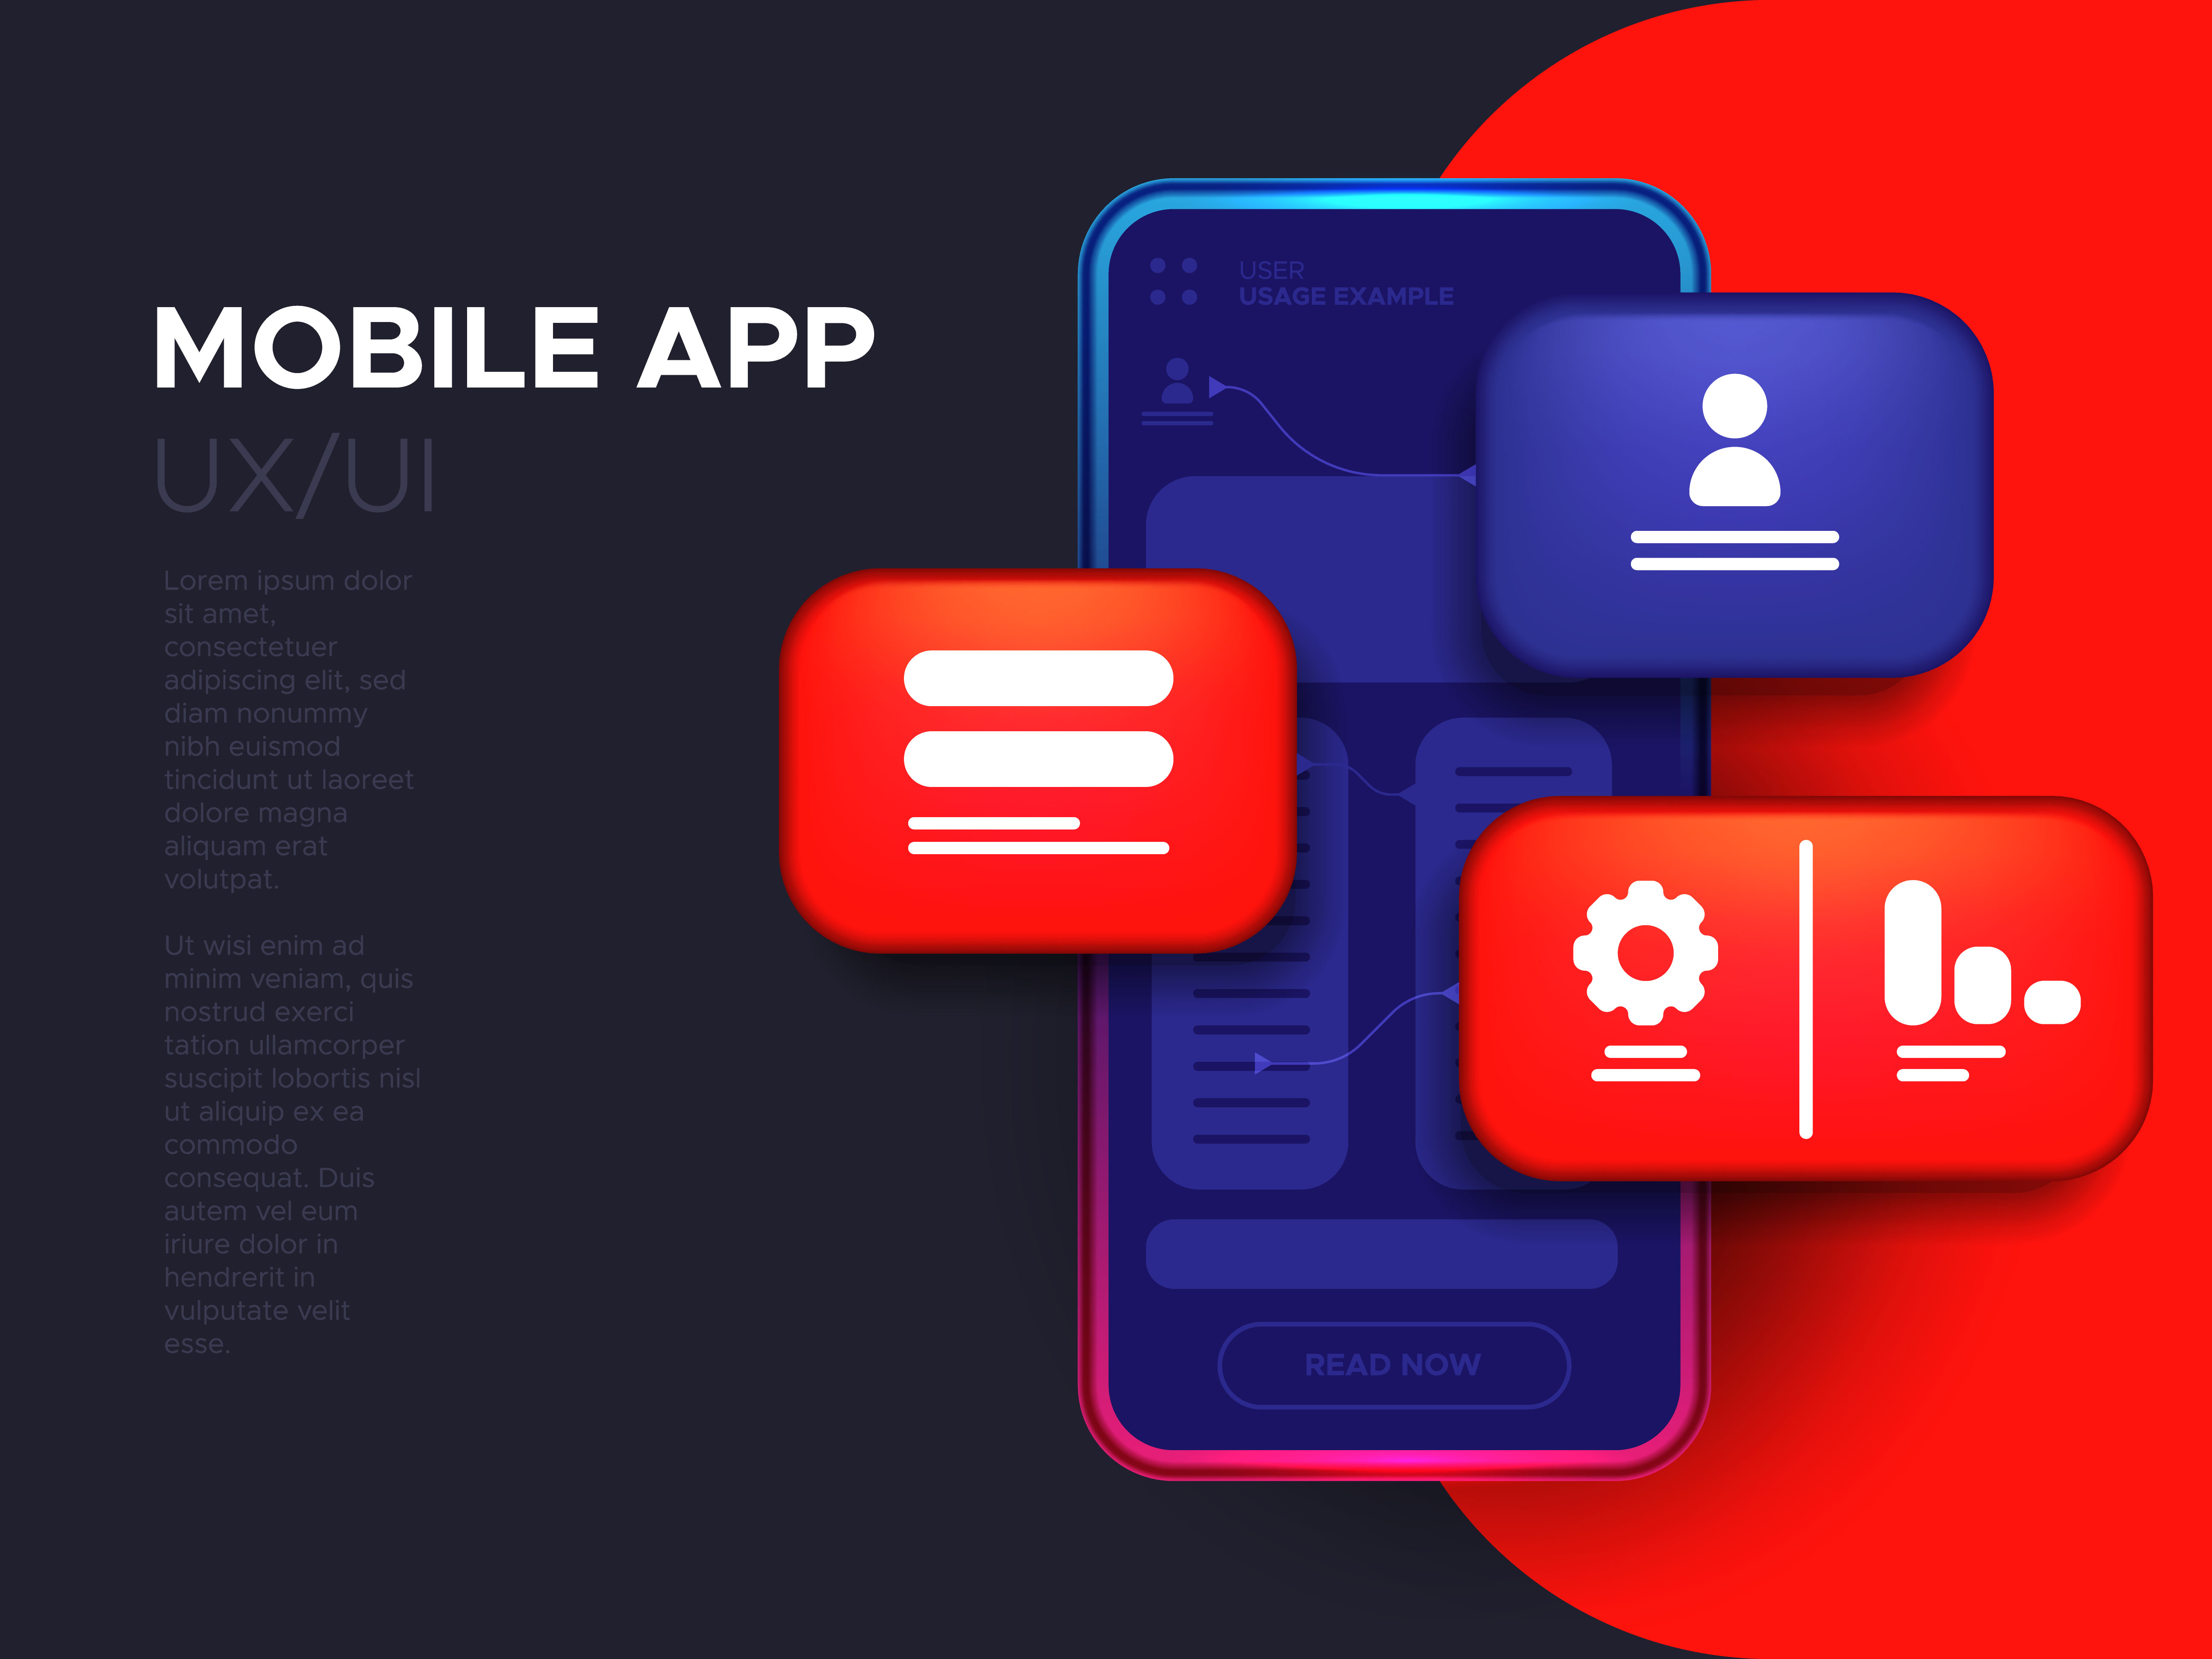 MOBILE APP
UX/UI
Lorem ipsum dolor
sit amet,
consectetuer
adipiscing elit, sed
diam nonummy
nibh euismod
tincidunt ut laoreet
dolore magna
aliquam erat
volutpat.
Ut wisi enim ad
minim veniam, quis
nostrud exerci
tation ullamcorper
suscipit lobortis nisl
ut aliquip ex ea
commodo
consequat. Duis
autem vel eum
iriure dolor in
hendrerit in
vulputate velit
esse.
USER
USAGE EXAMPLE
READ NOW